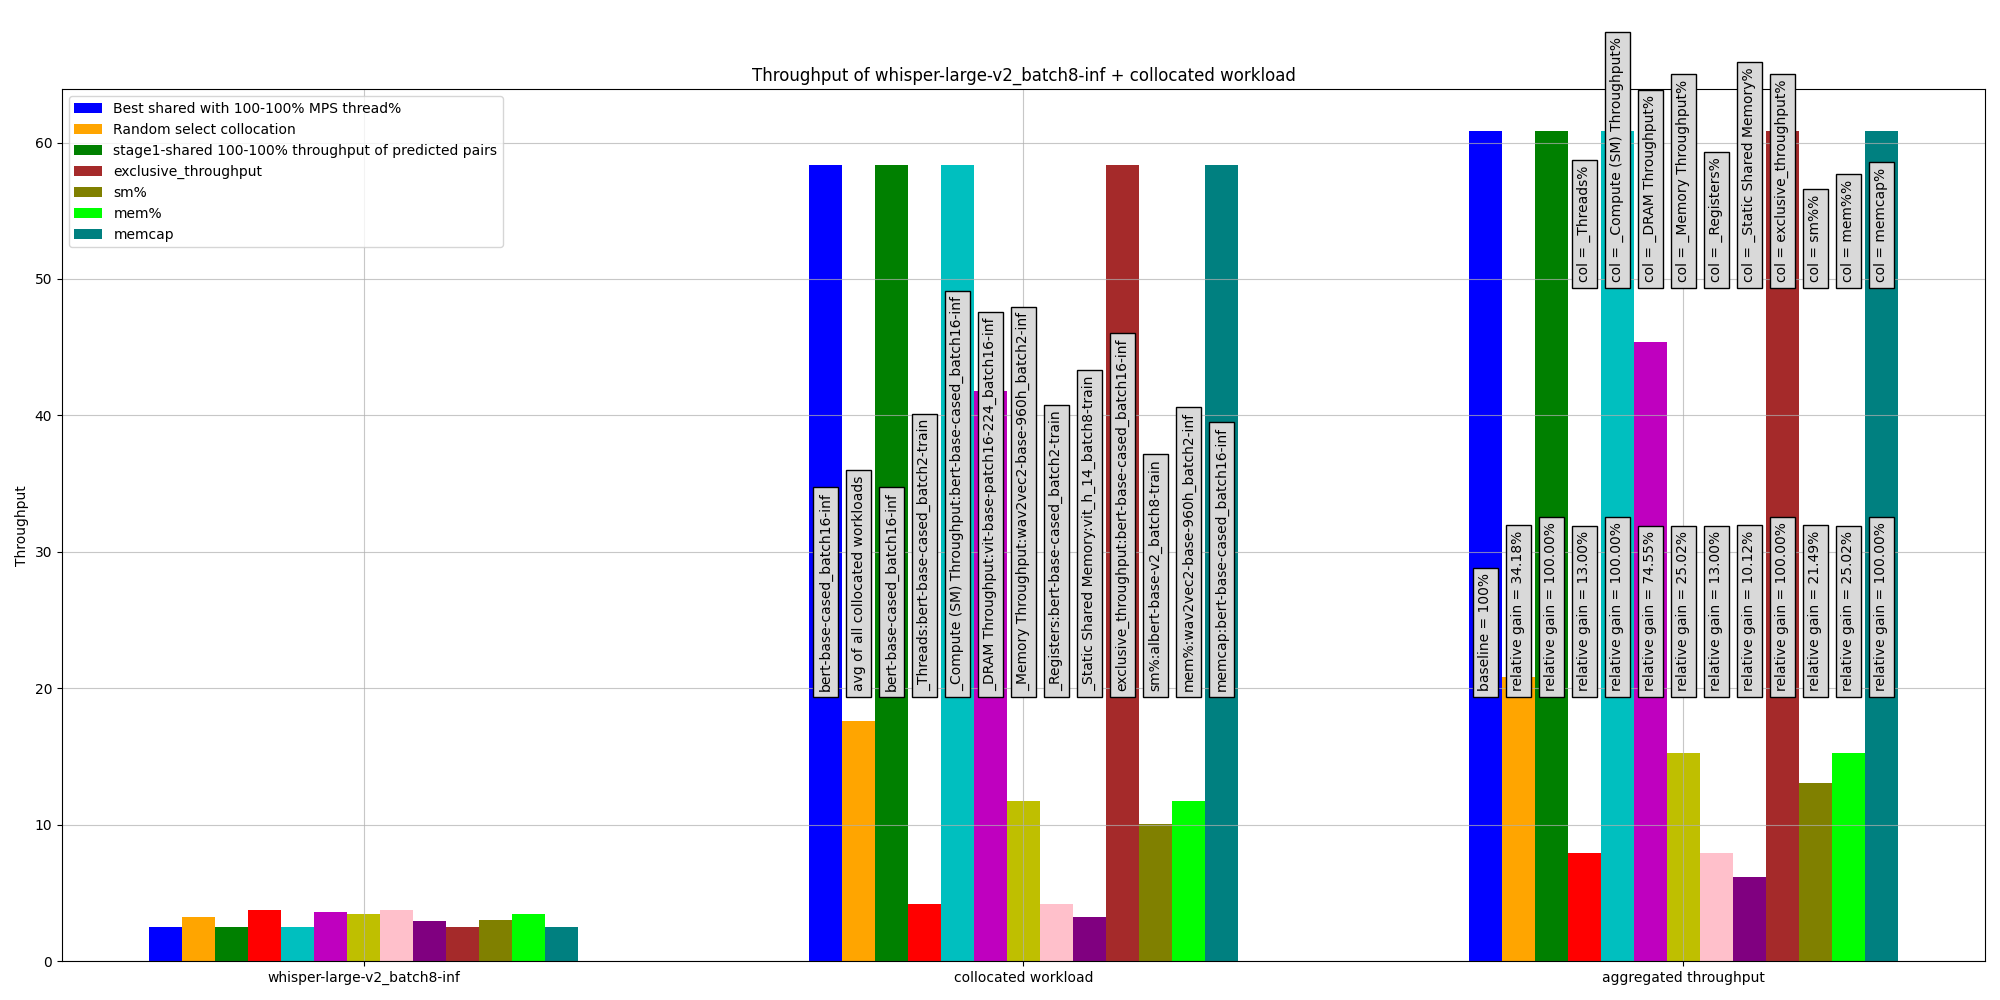 Throughput of whisper-large-v2_batch8-inf + collocated workload
Best shared with 100-100% MPS thread%
Random select collocation
stage1-shared 100-100% throughput of predicted pairs
exclusive_throughput
sm%
mem%
memcap
Throughput
60
50
40
30
20
10
0
bert-base-cased_batch16-inf
avg of all collocated workloads
bert-base-cased_batch16-inf
_Threads:bert-base-cased_batch2-train
_Compute (SM) Throughput:bert-base-cased_batch16-inf
_DRAM Throughput:vit-base-patch16-224_batch16-inf
_Memory Throughput:wav2vec2-base-960h_batch2-inf
_Registers:bert-base-cased_batch2-train
_Static Shared Memory:vit_h_14_batch8-train
exclusive_throughput:bert-base-cased_batch16-inf
sm%:albert-base-v2_batch8-train
mem%:wav2vec2-base-960h_batch2-inf
memcap:bert-base-cased_batch16-inf
col = _Threads%
col = _Compute (SM) Throughput%
col = _DRAM Throughput%
col = _Memory Throughput%
col = _Registers%
col = _Static Shared Memory%
col = exclusive_throughput%
col = sm%%
col = mem%%
col = memcap%
baseline = 100%
relative gain = 34.18%
relative gain = 100.00%
relative gain = 13.00%
relative gain = 100.00%
relative gain = 74.55%
relative gain = 25.02%
relative gain = 13.00%
relative gain = 10.12%
relative gain = 100.00%
relative gain = 21.49%
relative gain = 25.02%
relative gain = 100.00%
whisper-large-v2_batch8-inf
collocated workload
aggregated throughput